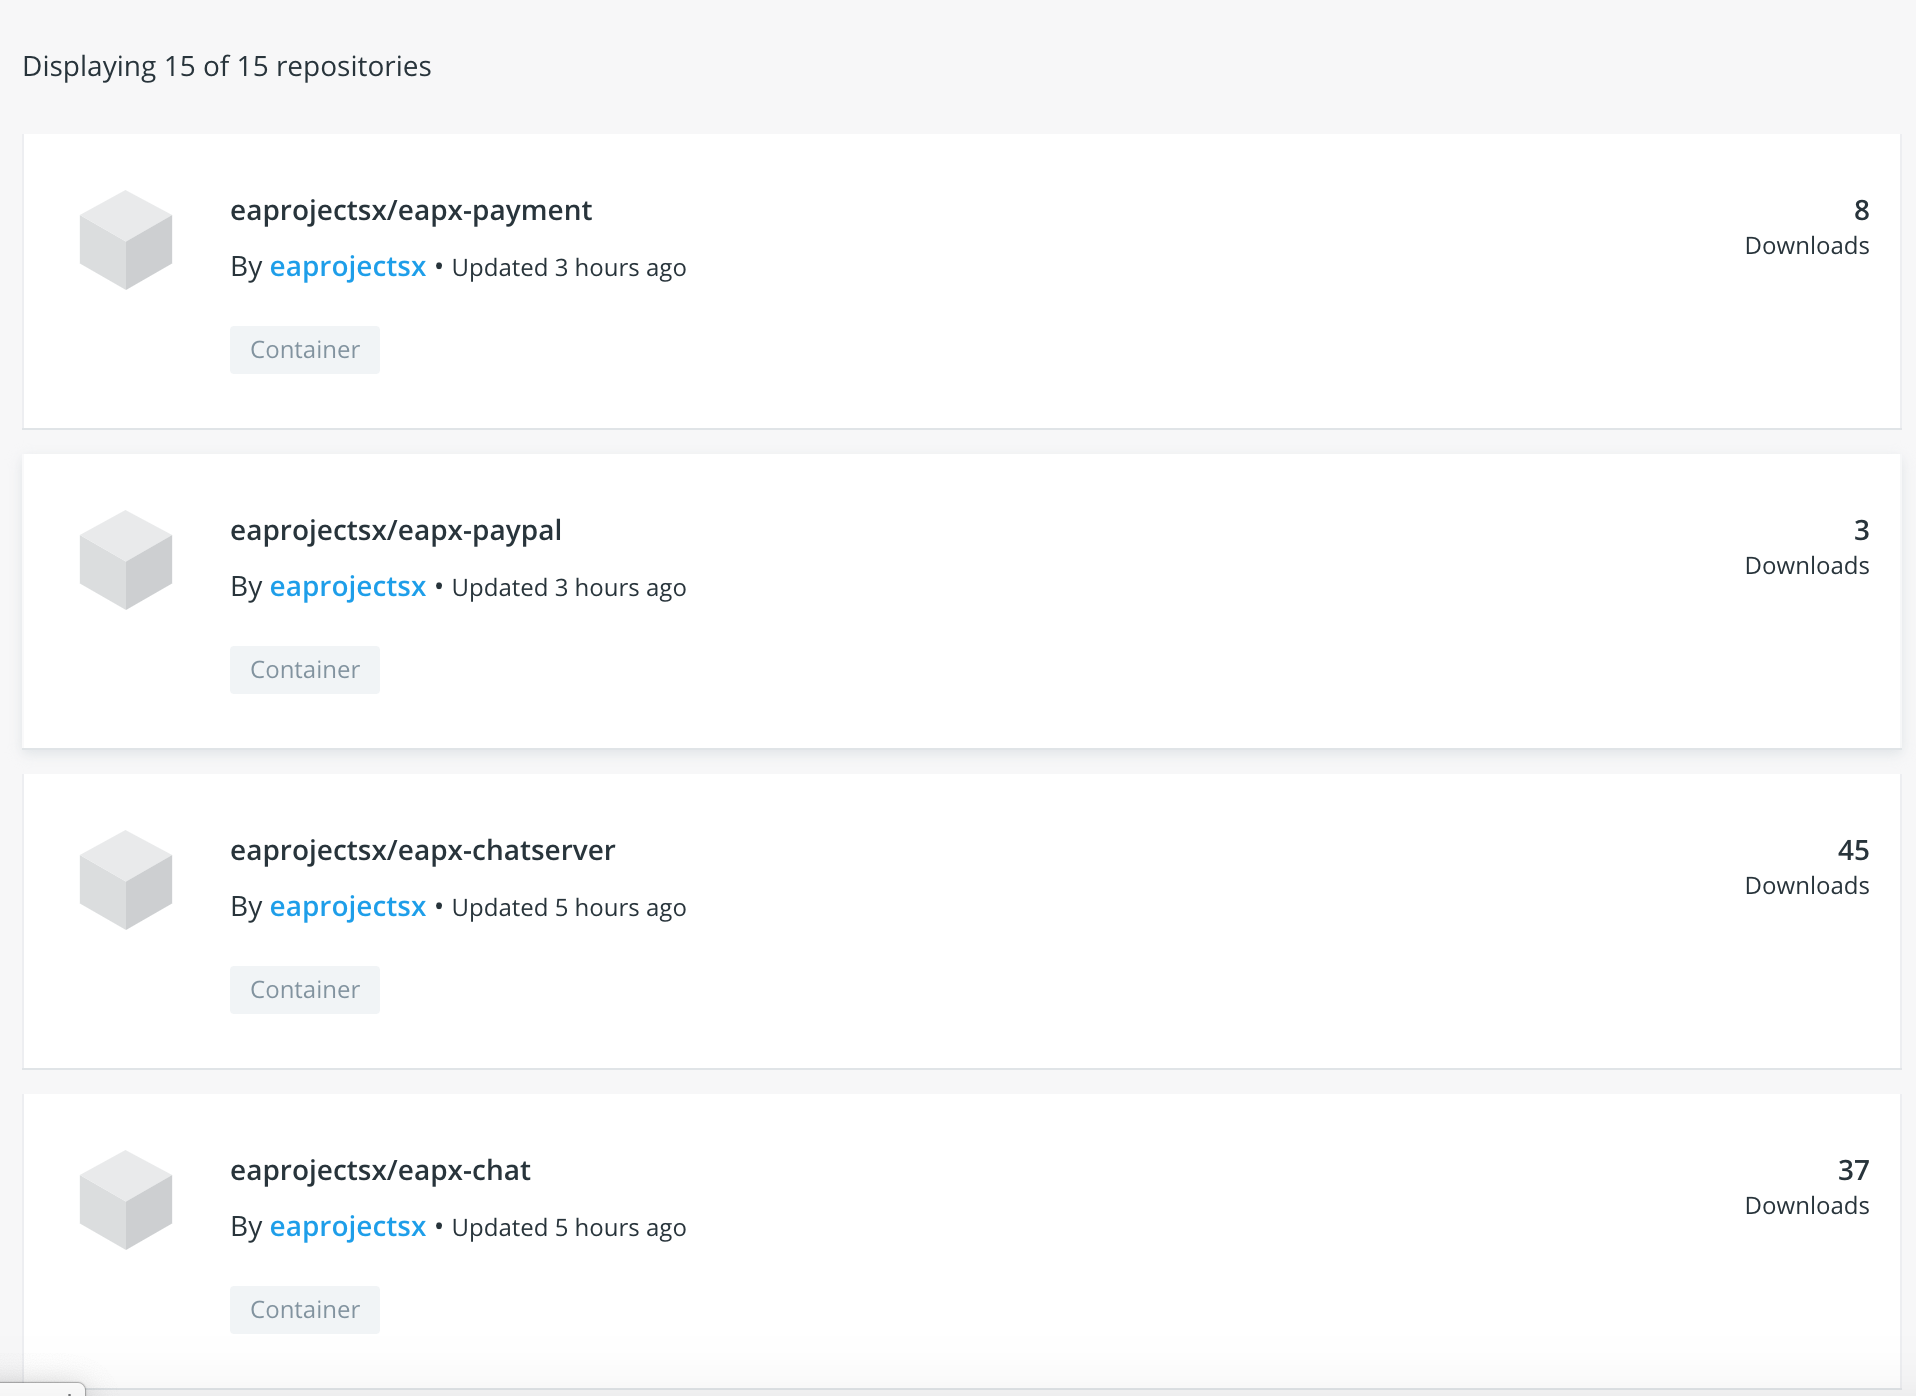 Displaying 15 of 15 repositories
eaprojectsx/eapx-payment
8
Downloads
By eaprojectsx • Updated 3 hours ago
Container
eaprojectsx/eapx-paypal
3
Downloads
By eaprojectsx • Updated 3 hours ago
Container
eaprojectsx/eapx-chatserver
45
Downloads
By eaprojectsx • Updated 5 hours ago
Container
eaprojectsx/eapx-chat
37
Downloads
By eaprojectsx • Updated 5 hours ago
Container